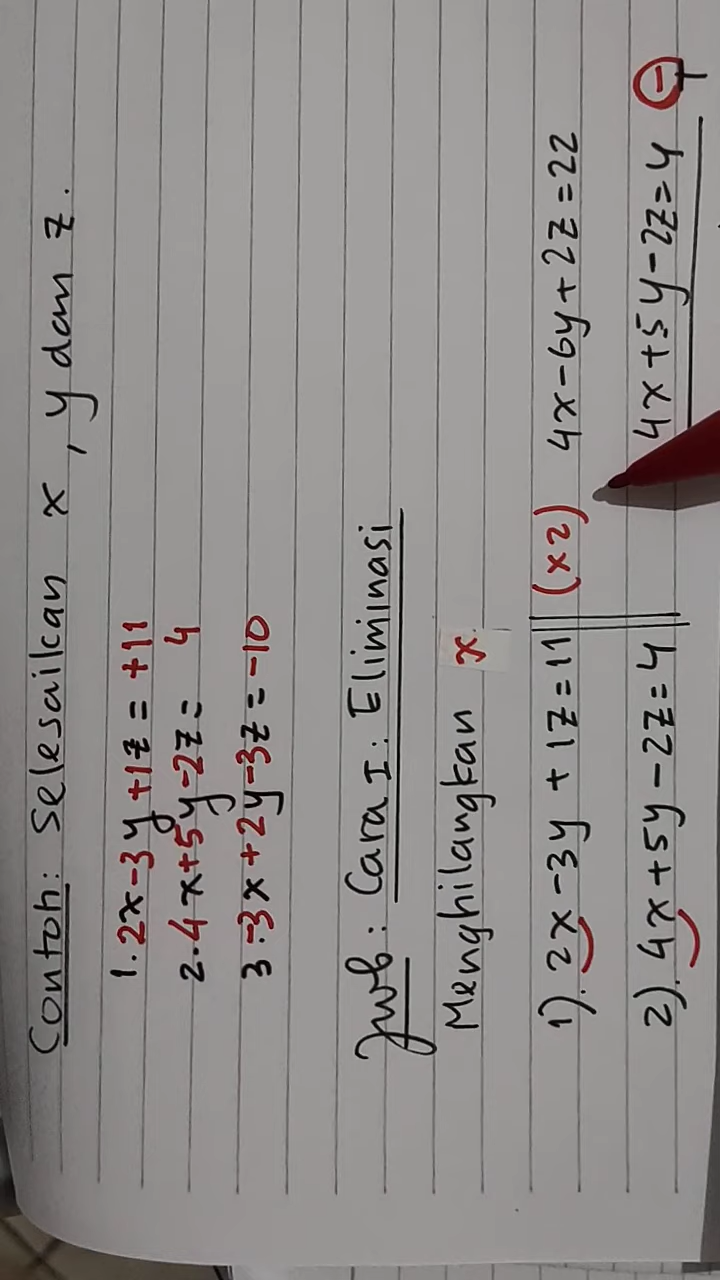 Contoh: Selesaikan x, y dan z.
1. 2x-3y+1z=+11
2. 4x+5y-2z= 4
3. -3x+2y-3z=-10
Jwb: Cara I: Eliminasi
Menghilangkan x
1). 2x-3y+1z=11 || (x2) 4x-6y+2z=22
2). 4x+5y-2z=4 || 4x+5y-2z=4 -